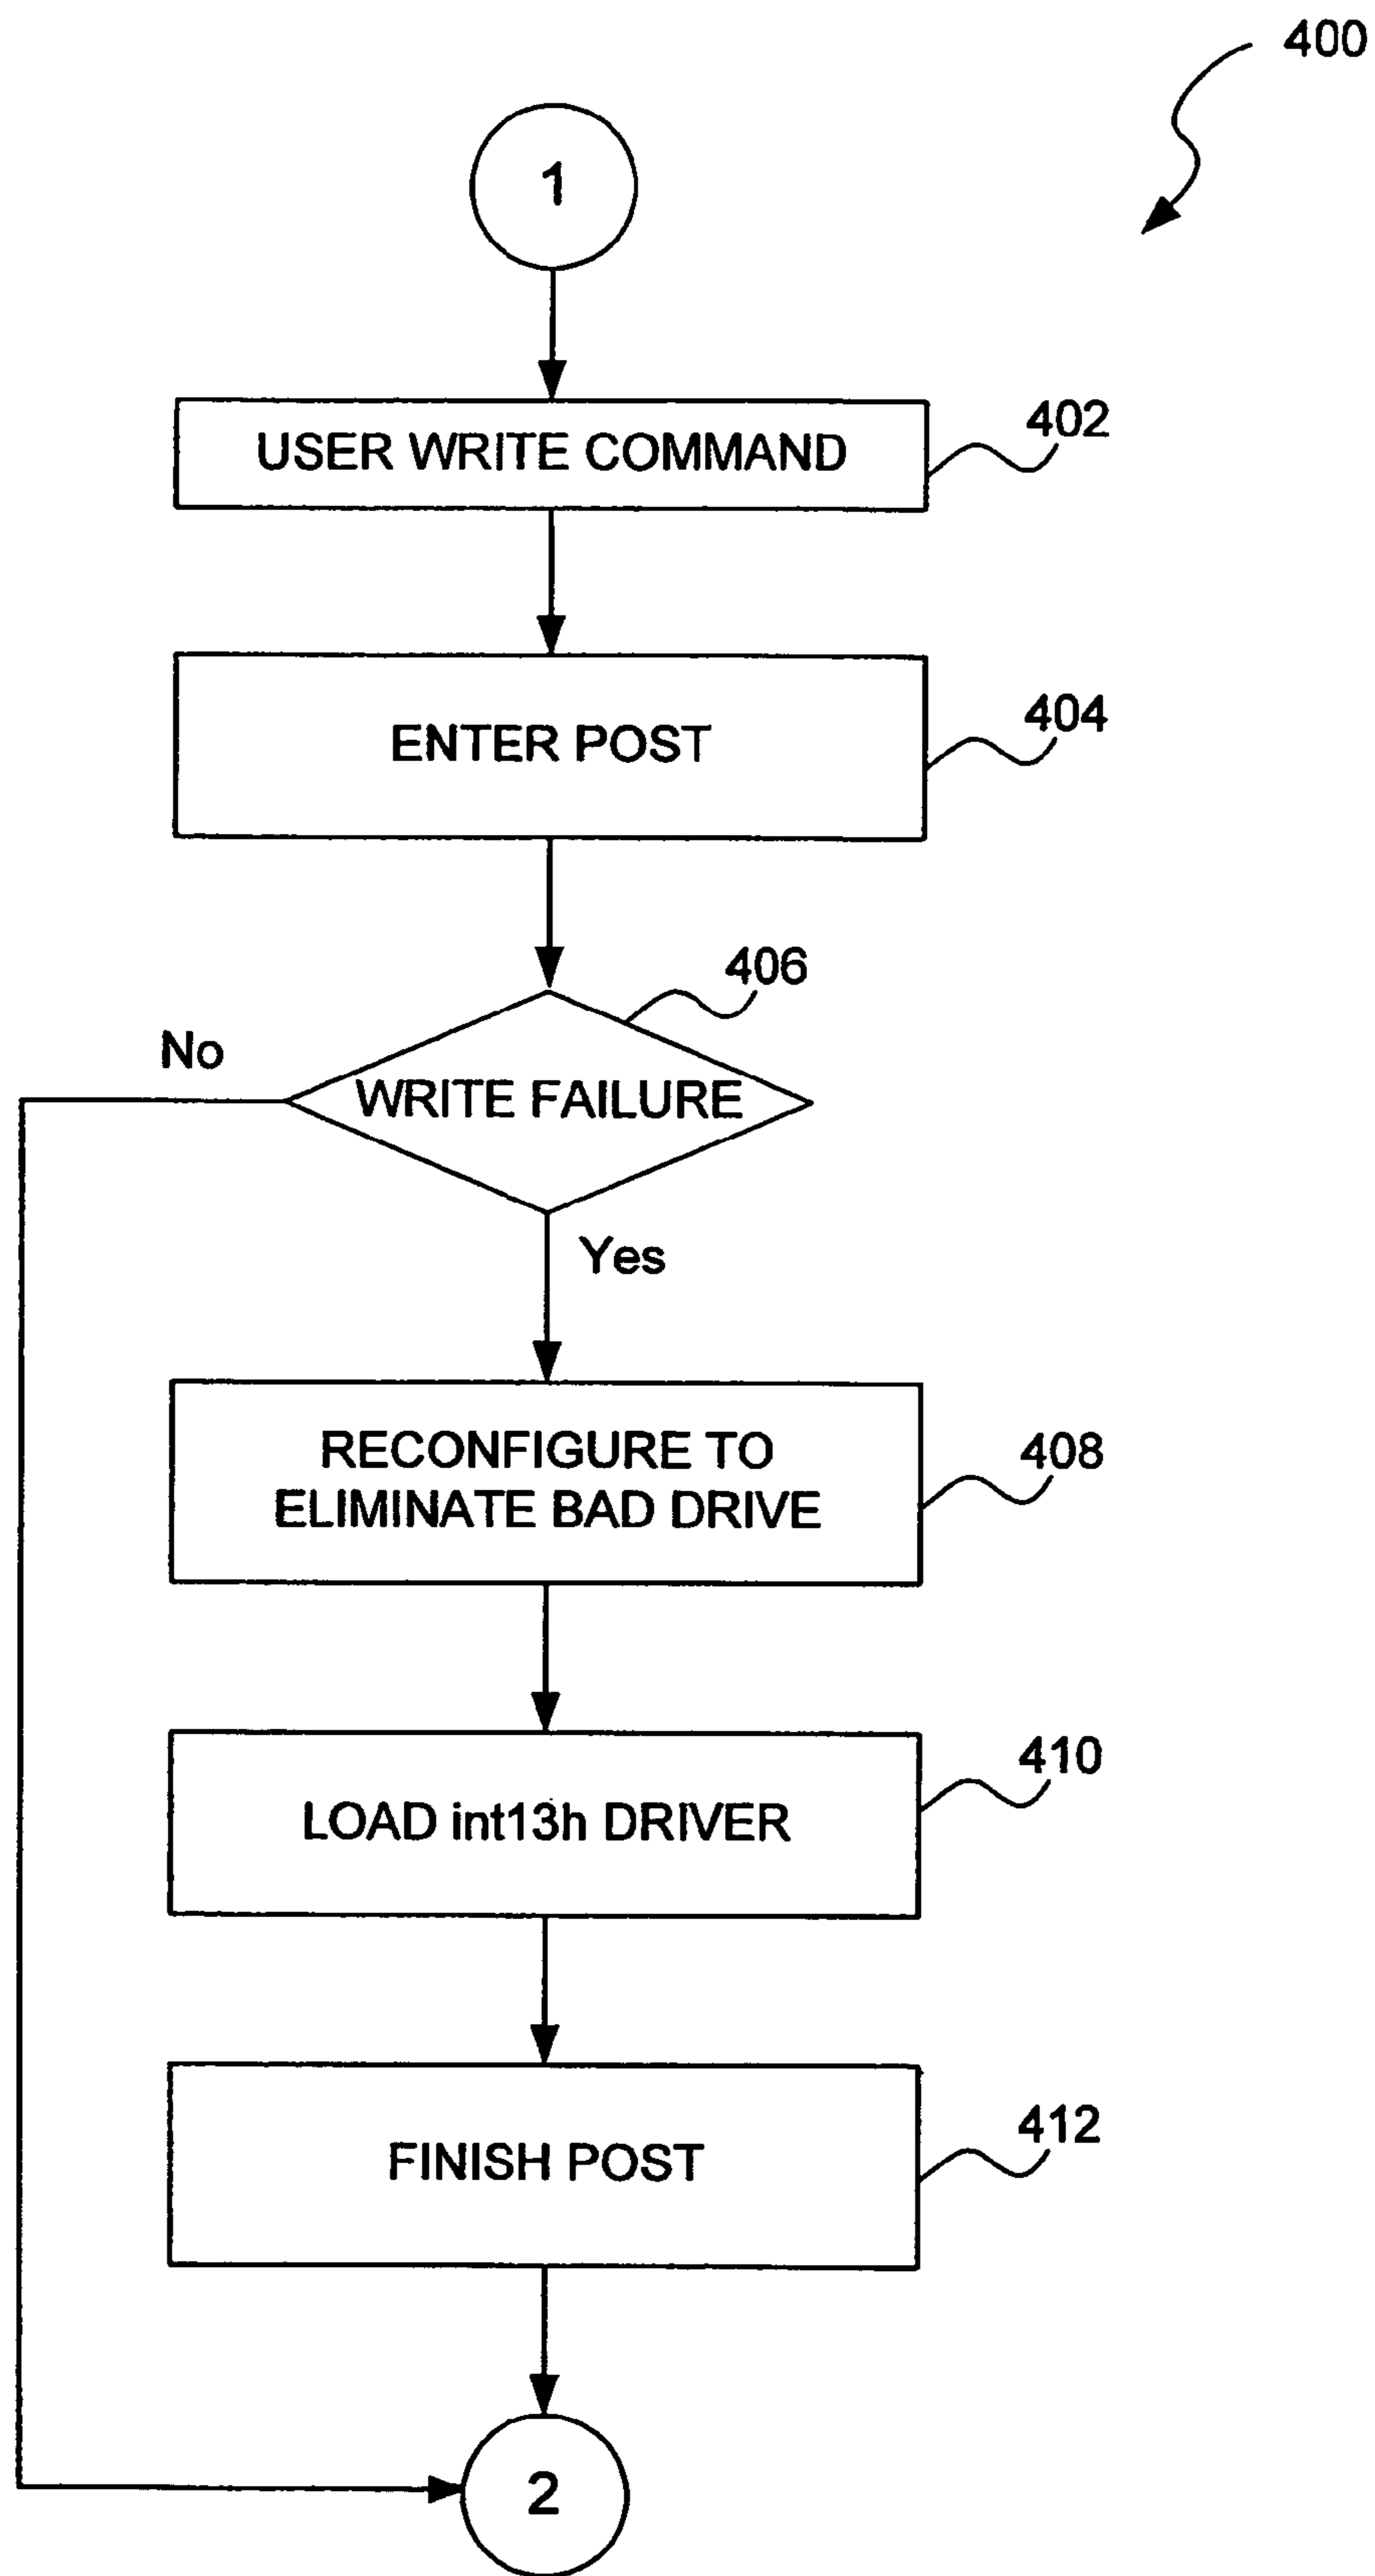 400
1
USER WRITE COMMAND
402
ENTER POST
404
406
No
WRITE FAILURE
Yes
RECONFIGURE TO
ELIMINATE BAD DRIVE
408
LOAD int13h DRIVER
410
FINISH POST
412
2